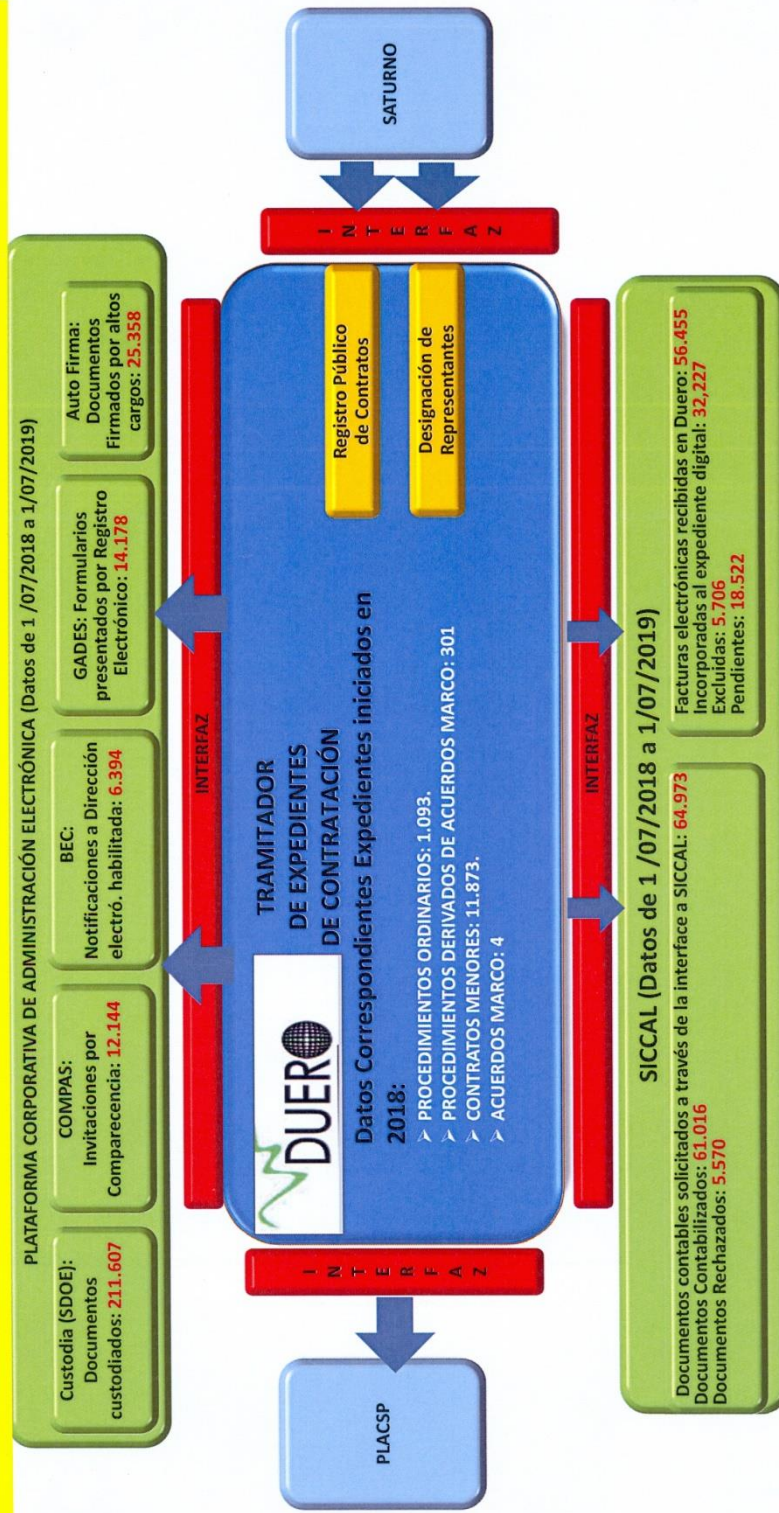 PLATAFORMA CORPORATIVA DE ADMINISTRACIÓN ELECTRÓNICA (Datos de 1 /07/2018 a 1/07/2019)
Custodia (SDOE):
Documentos
custodiados: 211.607
COMPAS:
Invitaciones por
Comparecencia: 12.144
BEC:
Notificaciones a Dirección
electró. habilitada: 6.394
GADES: Formularios
presentados por Registro
Electrónico: 14.178
Auto Firma:
Documentos
Firmados por altos
cargos: 25.358
INTERFAZ
PLACSP
INTERFAZ
DUERO
TRAMITADOR
DE EXPEDIENTES
DE CONTRATACIÓN
Datos Correspondientes Expedientes iniciados en
2018:
➤ PROCEDIMIENTOS ORDINARIOS: 1.093.
➤ PROCEDIMIENTOS DERIVADOS DE ACUERDOS MARCO: 301
➤ CONTRATOS MENORES: 11.873.
➤ ACUERDOS MARCO: 4
Registro Público
de Contratos
Designación de
Representantes
INTERFAZ
SATURNO
INTERFAZ
SICCAL (Datos de 1 /07/2018 a 1/07/2019)
Documentos contables solicitados a través de la interface a SICCAL: 64.973
Documentos Contabilizados: 61.016
Documentos Rechazados: 5.570
Facturas electrónicas recibidas en Duero: 56.455
Incorporadas al expediente digital: 32,227
Excluidas: 5.706
Pendientes: 18.522